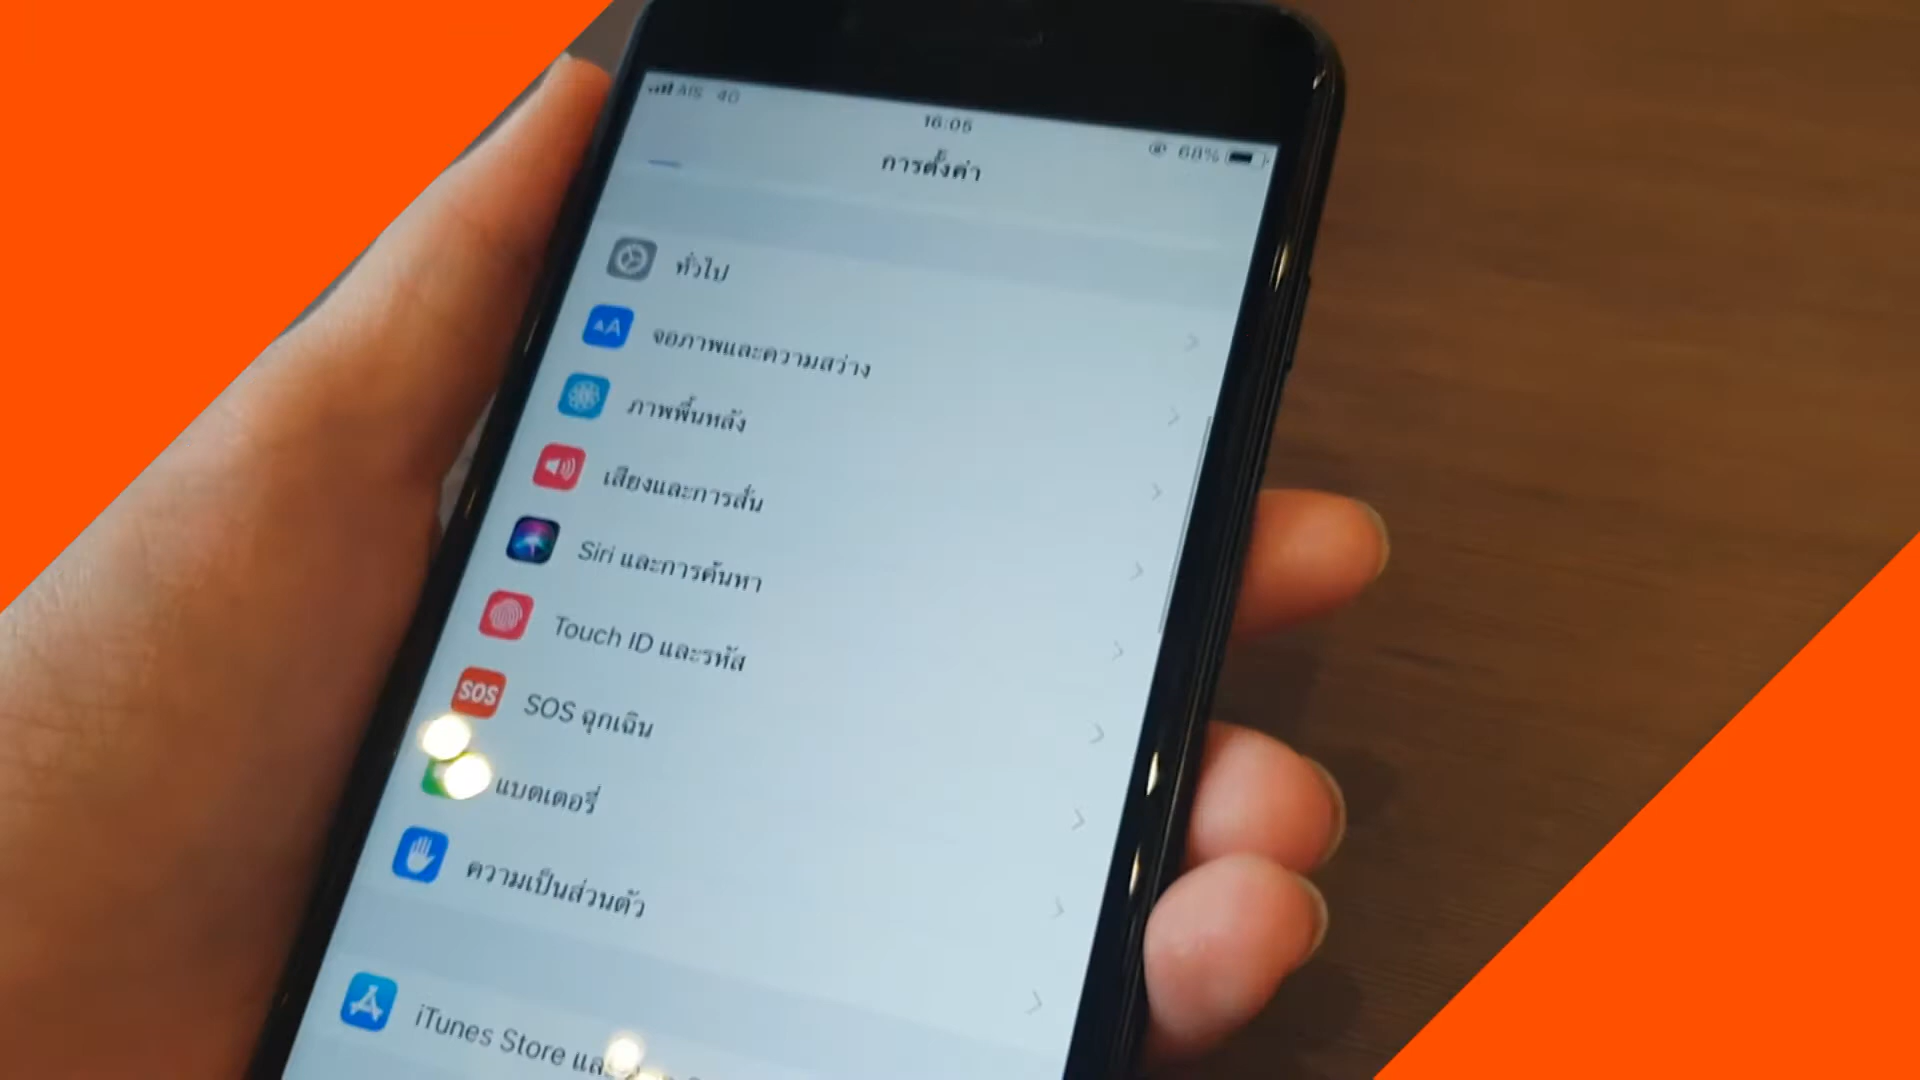 AIS 4G
16:05
68%
การตั้งค่า
ทั่วไป
AA
จอภาพและความสว่าง
ภาพพื้นหลัง
เสียงและการสั่น
Siri และการค้นหา
Touch ID และรหัส
SOS
SOS ฉุกเฉิน
แบตเตอรี่
ความเป็นส่วนตัว
iTunes Store